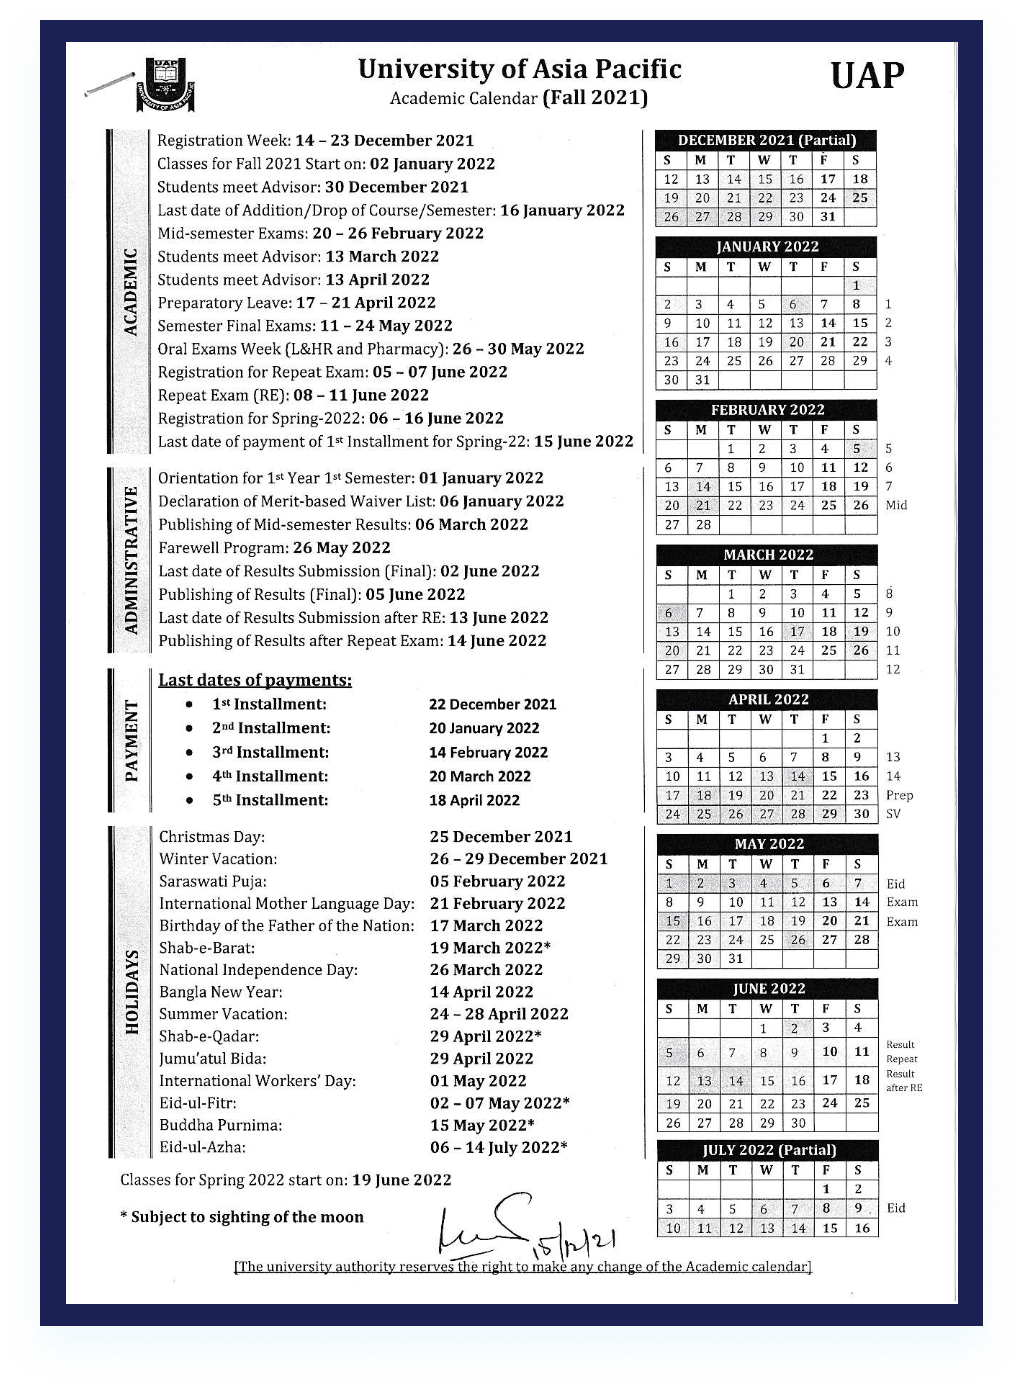 UAP
UNIVERSITY OF ASIA PACIFIC
University of Asia Pacific
UAP
Academic Calendar (Fall 2021)
ACADEMIC
Registration Week: 14 – 23 December 2021
Classes for Fall 2021 Start on: 02 January 2022
Students meet Advisor: 30 December 2021
Last date of Addition/Drop of Course/Semester: 16 January 2022
Mid-semester Exams: 20 – 26 February 2022
Students meet Advisor: 13 March 2022
Students meet Advisor: 13 April 2022
Preparatory Leave: 17 – 21 April 2022
Semester Final Exams: 11 – 24 May 2022
Oral Exams Week (L&HR and Pharmacy): 26 – 30 May 2022
Registration for Repeat Exam: 05 – 07 June 2022
Repeat Exam (RE): 08 – 11 June 2022
Registration for Spring-2022: 06 – 16 June 2022
Last date of payment of 1st Installment for Spring-22: 15 June 2022
ADMINISTRATIVE
Orientation for 1st Year 1st Semester: 01 January 2022
Declaration of Merit-based Waiver List: 06 January 2022
Publishing of Mid-semester Results: 06 March 2022
Farewell Program: 26 May 2022
Last date of Results Submission (Final): 02 June 2022
Publishing of Results (Final): 05 June 2022
Last date of Results Submission after RE: 13 June 2022
Publishing of Results after Repeat Exam: 14 June 2022
PAYMENT
Last dates of payments:
• 1st Installment: 22 December 2021
• 2nd Installment: 20 January 2022
• 3rd Installment: 14 February 2022
• 4th Installment: 20 March 2022
• 5th Installment: 18 April 2022
HOLIDAYS
Christmas Day: 25 December 2021
Winter Vacation: 26 – 29 December 2021
Saraswati Puja: 05 February 2022
International Mother Language Day: 21 February 2022
Birthday of the Father of the Nation: 17 March 2022
Shab-e-Barat: 19 March 2022*
National Independence Day: 26 March 2022
Bangla New Year: 14 April 2022
Summer Vacation: 24 – 28 April 2022
Shab-e-Qadar: 29 April 2022*
Jumu'atul Bida: 29 April 2022
International Workers' Day: 01 May 2022
Eid-ul-Fitr: 02 – 07 May 2022*
Buddha Purnima: 15 May 2022*
Eid-ul-Azha: 06 – 14 July 2022*
Classes for Spring 2022 start on: 19 June 2022
* Subject to sighting of the moon
15/12/21
DECEMBER 2021 (Partial)
S M T W T F S
12 13 14 15 16 17 18
19 20 21 22 23 24 25
26 27 28 29 30 31
JANUARY 2022
S M T W T F S
1
2 3 4 5 6 7 8 1
9 10 11 12 13 14 15 2
16 17 18 19 20 21 22 3
23 24 25 26 27 28 29 4
30 31
FEBRUARY 2022
S M T W T F S
1 2 3 4 5 5
6 7 8 9 10 11 12 6
13 14 15 16 17 18 19 7
20 21 22 23 24 25 26 Mid
27 28
MARCH 2022
S M T W T F S
1 2 3 4 5 8
6 7 8 9 10 11 12 9
13 14 15 16 17 18 19 10
20 21 22 23 24 25 26 11
27 28 29 30 31 12
APRIL 2022
S M T W T F S
1 2
3 4 5 6 7 8 9 13
10 11 12 13 14 15 16 14
17 18 19 20 21 22 23 Prep
24 25 26 27 28 29 30 SV
MAY 2022
S M T W T F S
1 2 3 4 5 6 7 Eid
8 9 10 11 12 13 14 Exam
15 16 17 18 19 20 21 Exam
22 23 24 25 26 27 28
29 30 31
JUNE 2022
S M T W T F S
1 2 3 4
5 6 7 8 9 10 11 Result Repeat
12 13 14 15 16 17 18 Result after RE
19 20 21 22 23 24 25
26 27 28 29 30
JULY 2022 (Partial)
S M T W T F S
1 2
3 4 5 6 7 8 9 Eid
10 11 12 13 14 15 16
[The university authority reserves the right to make any change of the Academic calendar]